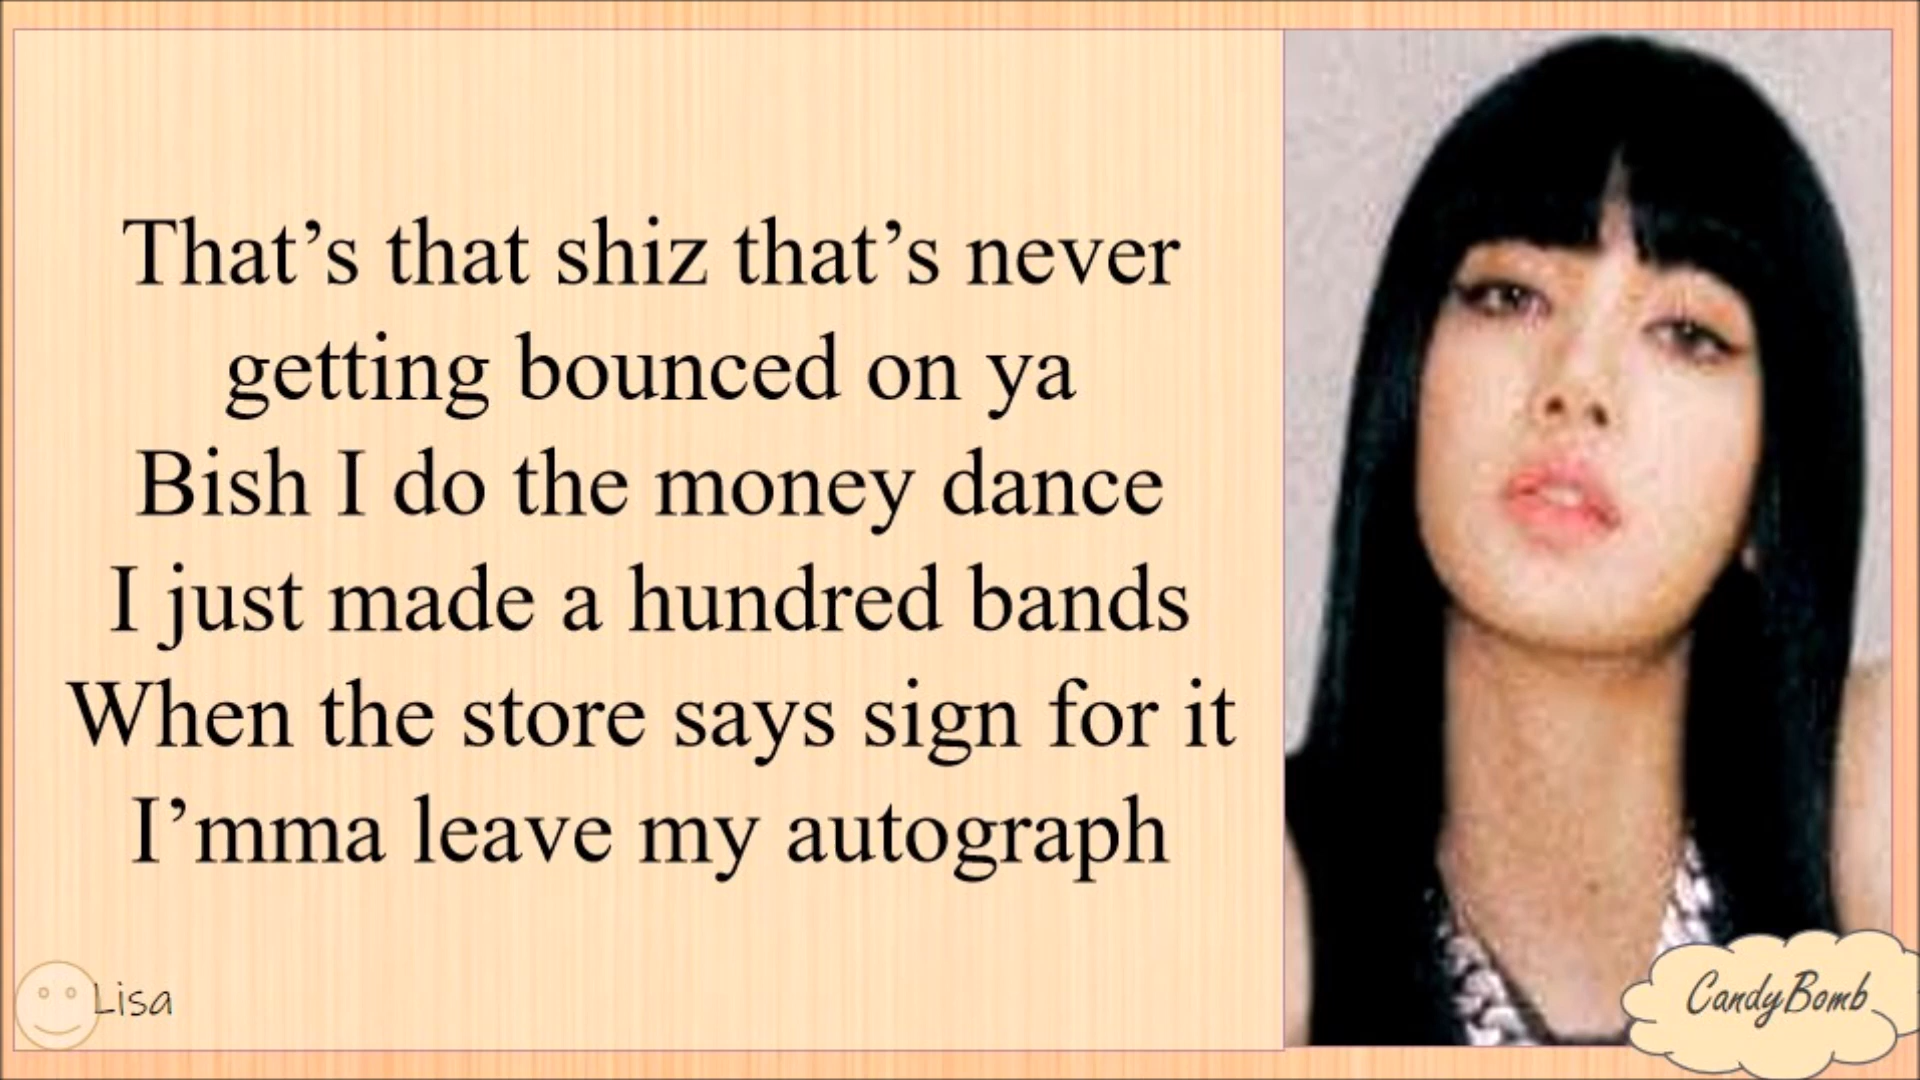 That’s that shiz that’s never
getting bounced on ya
Bish I do the money dance
I just made a hundred bands
When the store says sign for it
I’mma leave my autograph
Lisa
CandyBomb